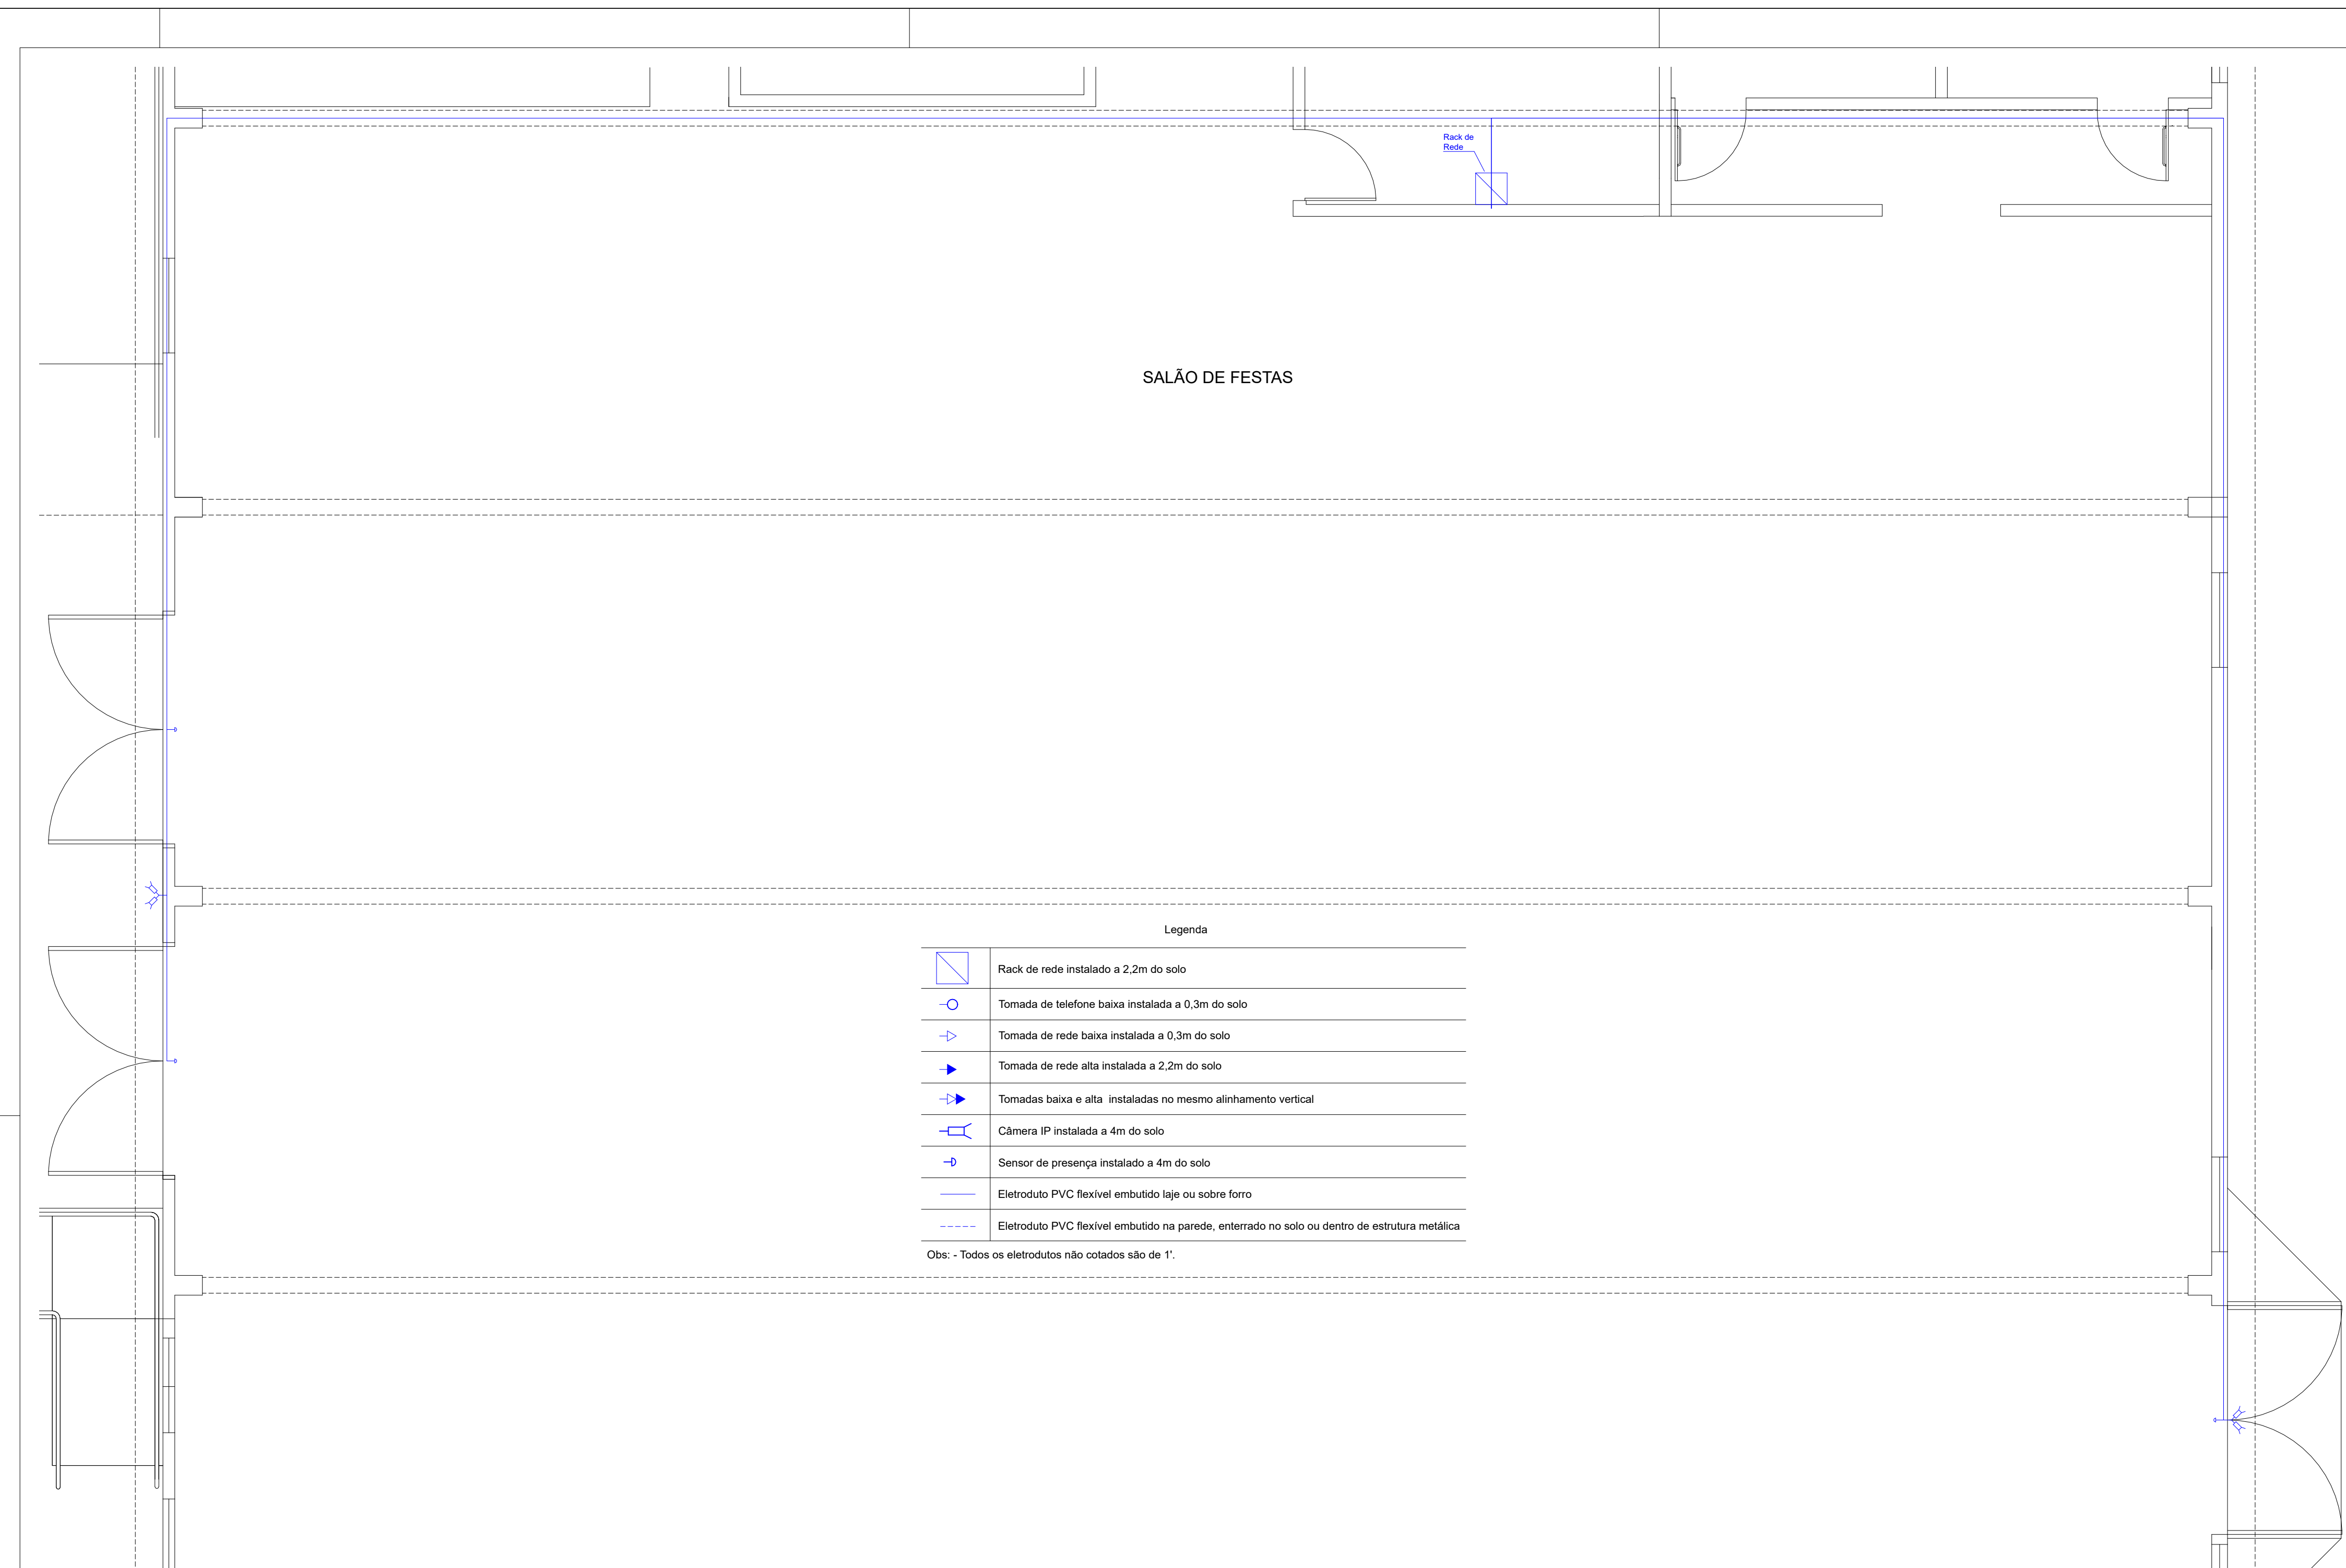 Rack de
Rede
SALÃO DE FESTAS
Legenda
Rack de rede instalado a 2,2m do solo
Tomada de telefone baixa instalada a 0,3m do solo
Tomada de rede baixa instalada a 0,3m do solo
Tomada de rede alta instalada a 2,2m do solo
Tomadas baixa e alta  instaladas no mesmo alinhamento vertical
Câmera IP instalada a 4m do solo
Sensor de presença instalado a 4m do solo
Eletroduto PVC flexível embutido laje ou sobre forro
Eletroduto PVC flexível embutido na parede, enterrado no solo ou dentro de estrutura metálica
Obs: - Todos os eletrodutos não cotados são de 1'.